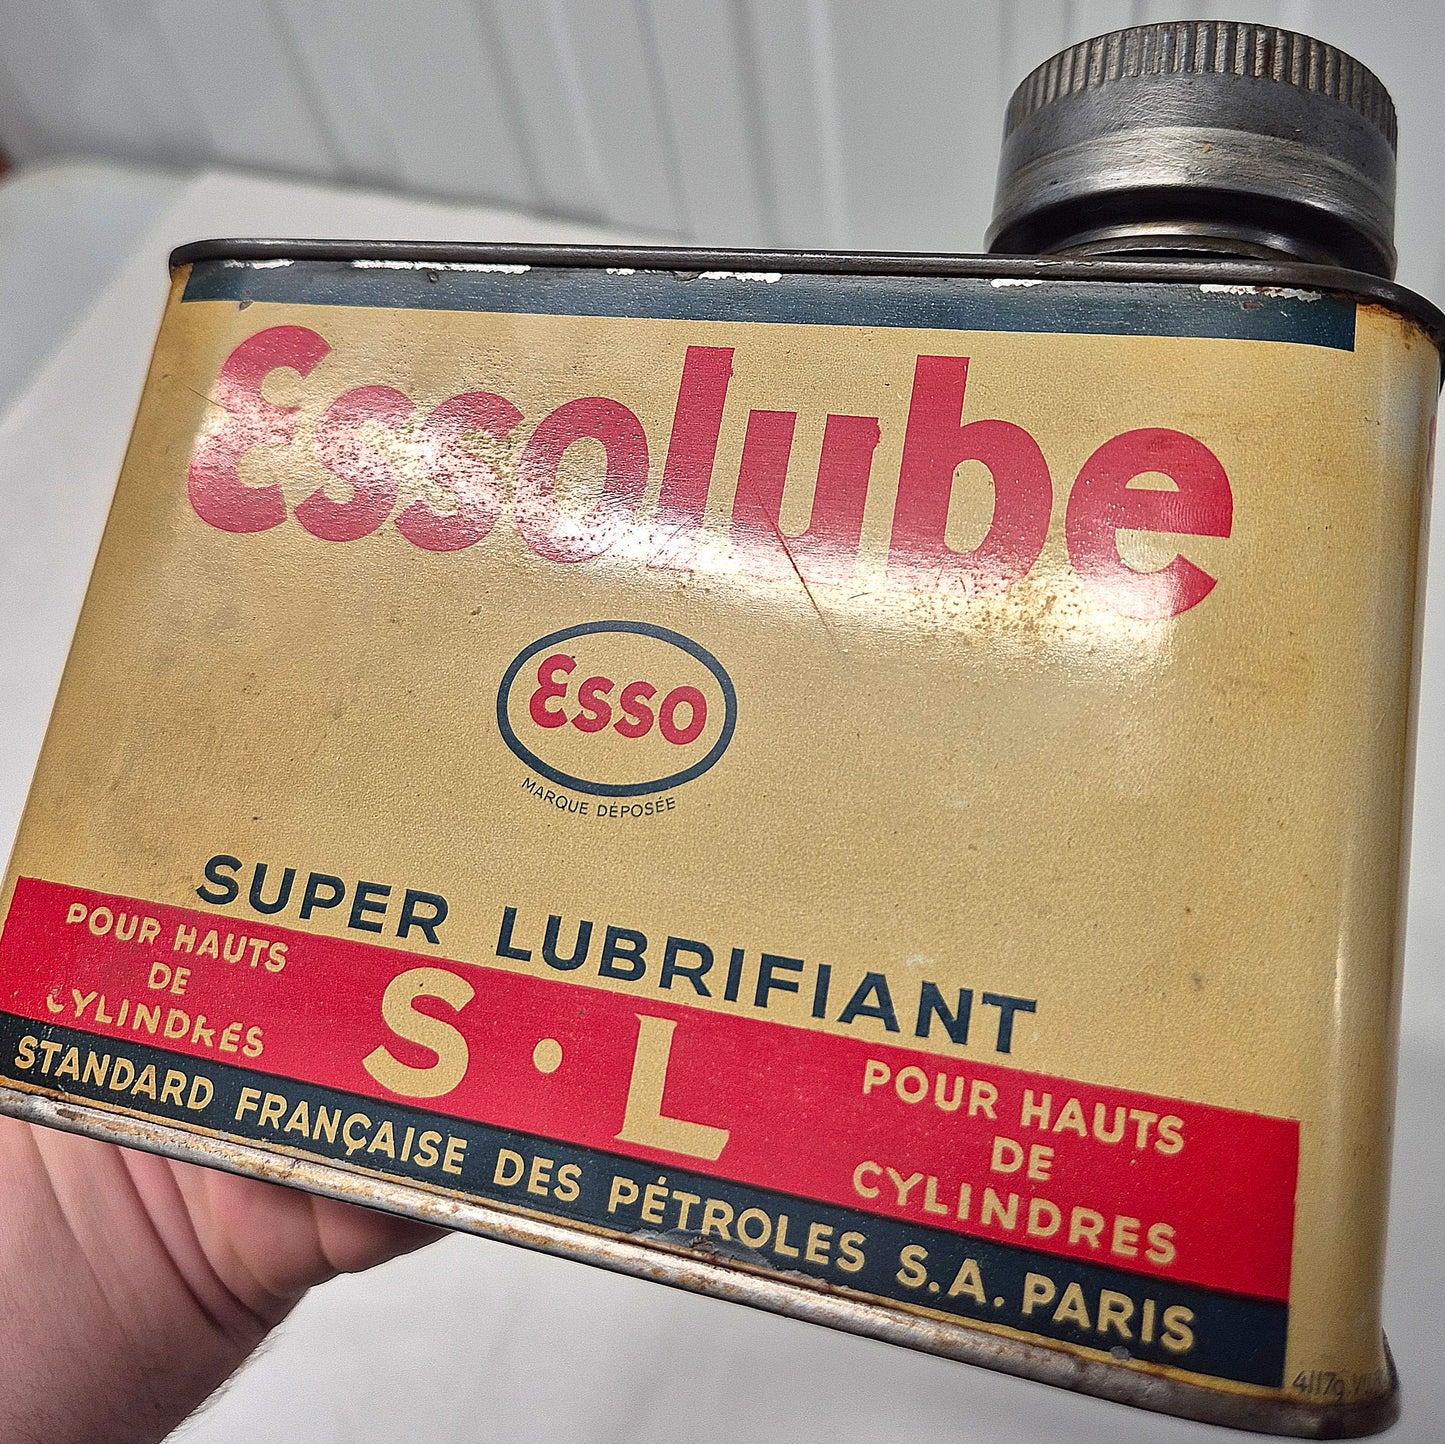 Essolube
Esso
MARQUE DÉPOSÉE
SUPER LUBRIFIANT
POUR HAUTS
DE
CYLINDRES
S·L
POUR HAUTS
DE
CYLINDRES
STANDARD FRANÇAISE DES PÉTROLES S.A. PARIS